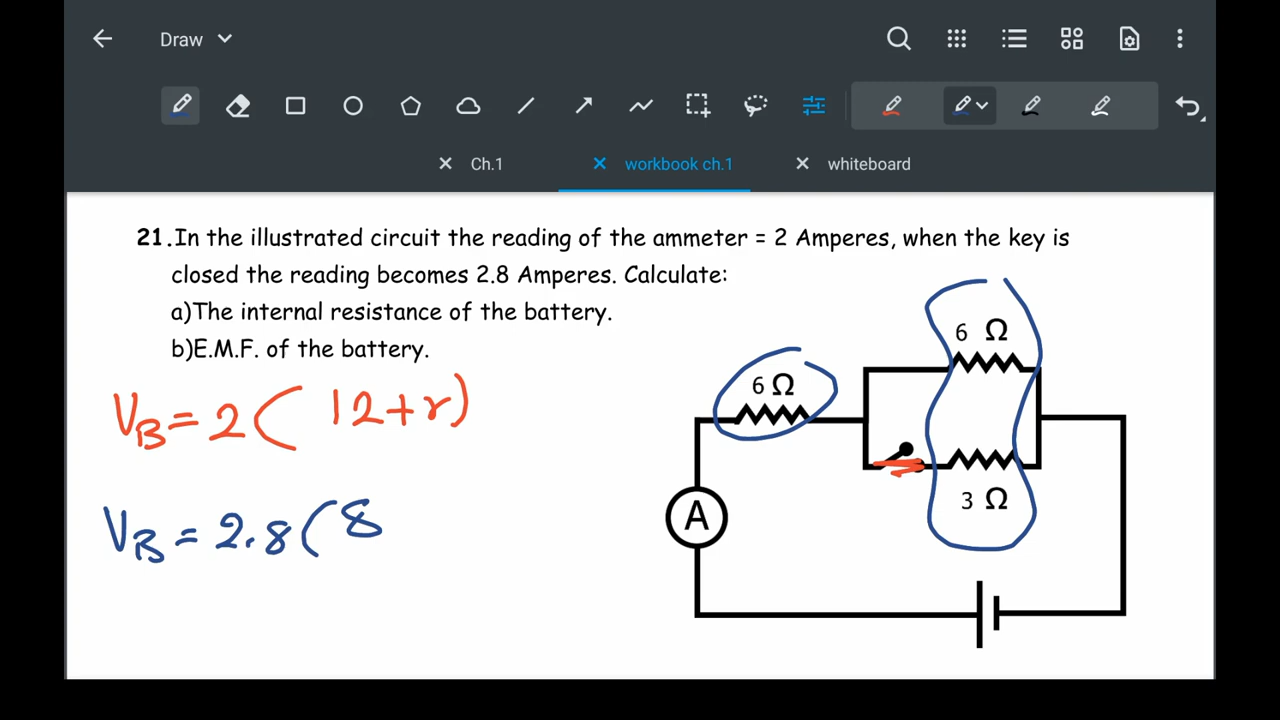 Draw
Ch.1
workbook ch.1
whiteboard
21.In the illustrated circuit the reading of the ammeter = 2 Amperes, when the key is
closed the reading becomes 2.8 Amperes. Calculate:
a)The internal resistance of the battery.
b)E.M.F. of the battery.
6 Ω
6 Ω
V_B = 2 ( 12+r)
3 Ω
A
V_B = 2.8 ( 8